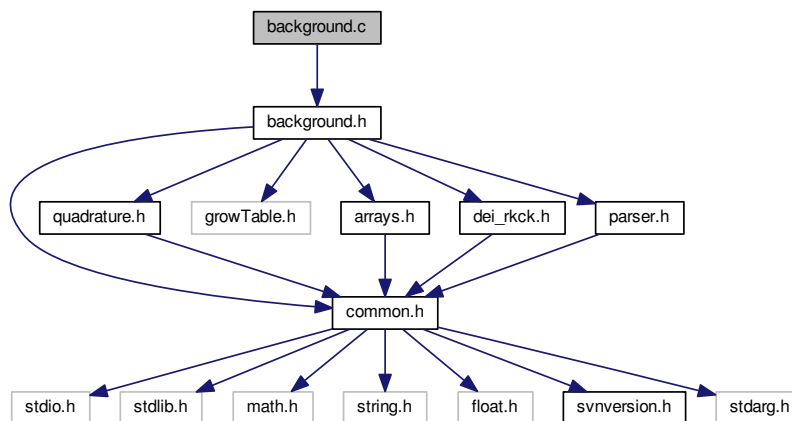 background.c
background.h
quadrature.h
growTable.h
arrays.h
dei_rkck.h
parser.h
common.h
stdio.h
stdlib.h
math.h
string.h
float.h
svnversion.h
stdarg.h